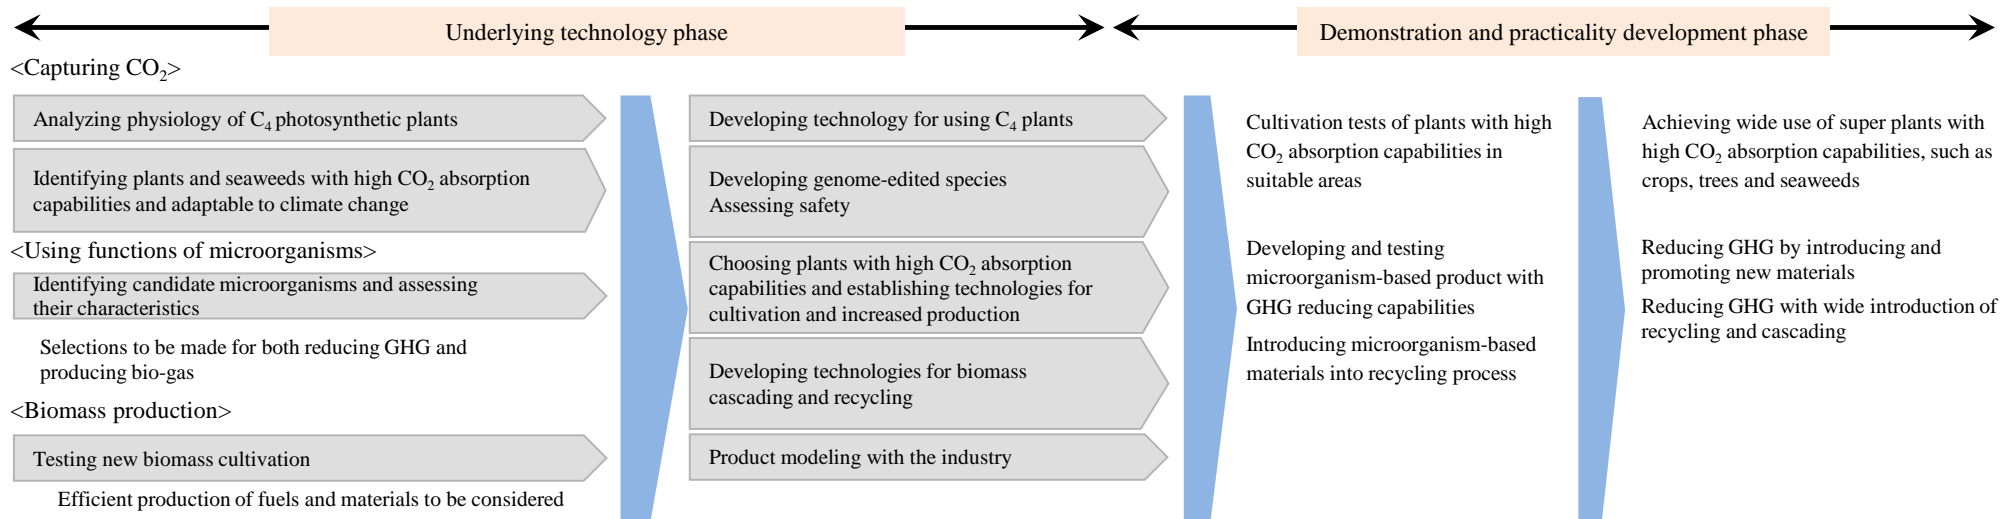 Underlying technology phase
Demonstration and practicality development phase
<Capturing CO₂>
Analyzing physiology of C₄ photosynthetic plants
Identifying plants and seaweeds with high CO₂ absorption
capabilities and adaptable to climate change
<Using functions of microorganisms>
Identifying candidate microorganisms and assessing
their characteristics
Selections to be made for both reducing GHG and
producing bio-gas
<Biomass production>
Testing new biomass cultivation
Efficient production of fuels and materials to be considered
Developing technology for using C₄ plants
Developing genome-edited species
Assessing safety
Choosing plants with high CO₂ absorption
capabilities and establishing technologies for
cultivation and increased production
Developing technologies for biomass
cascading and recycling
Product modeling with the industry
Cultivation tests of plants with high
CO₂ absorption capabilities in
suitable areas
Developing and testing
microorganism-based product with
GHG reducing capabilities
Introducing microorganism-based
materials into recycling process
Achieving wide use of super plants with
high CO₂ absorption capabilities, such as
crops, trees and seaweeds
Reducing GHG by introducing and
promoting new materials
Reducing GHG with wide introduction of
recycling and cascading